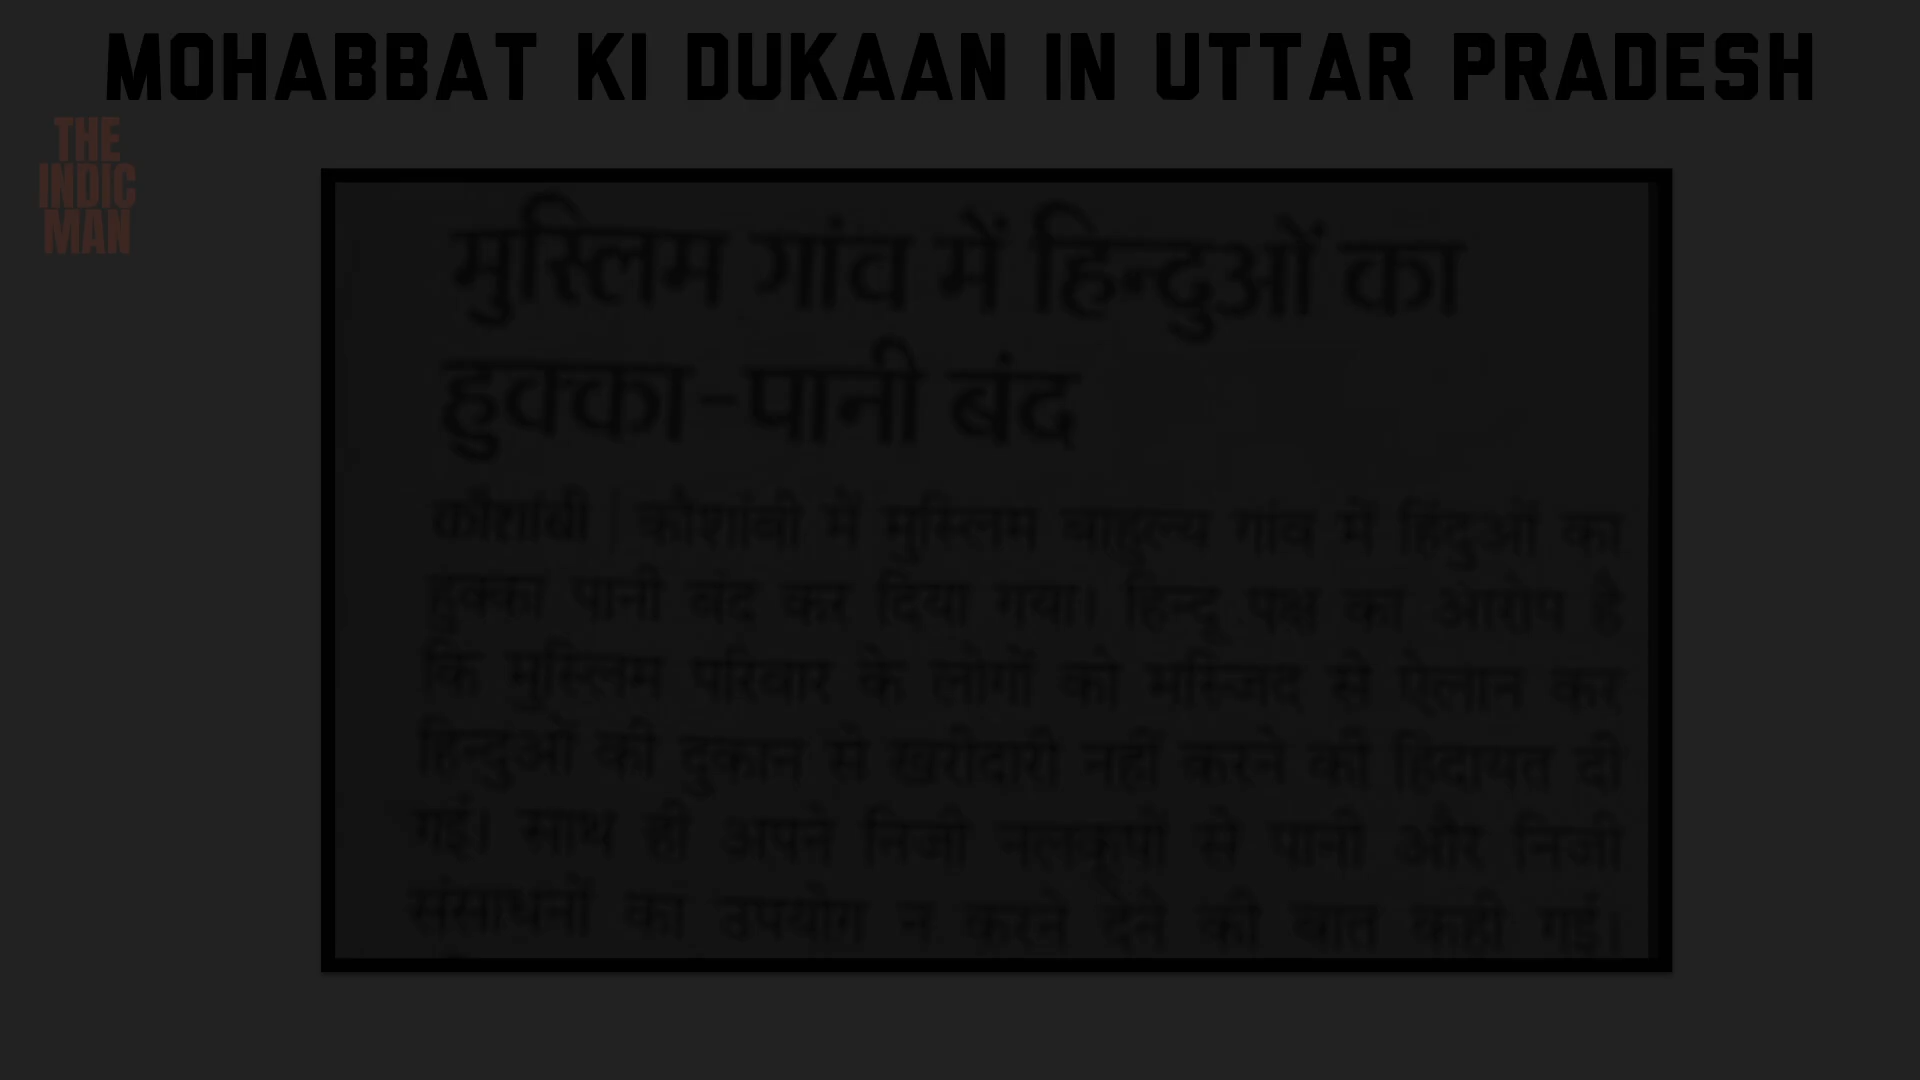 MOHABBAT KI DUKAAN IN UTTAR PRADESH
THE
INDIC
MAN
मुस्लिम गांव में हिन्दुओं का
हुक्का-पानी बंद
कौशांबी | कौशांबी में मुस्लिम बाहुल्य गांव में हिंदुओं का
हुक्का पानी बंद कर दिया गया। हिन्दू पक्ष का आरोप है
कि मुस्लिम परिवार के लोगों को मस्जिद से ऐलान कर
हिन्दुओं की दुकान से खरीदारी नहीं करने की हिदायत दी
गई। साथ ही अपने निजी नलकूपों से पानी और निजी
संसाधनों का उपयोग न करने देने की बात कही गई।